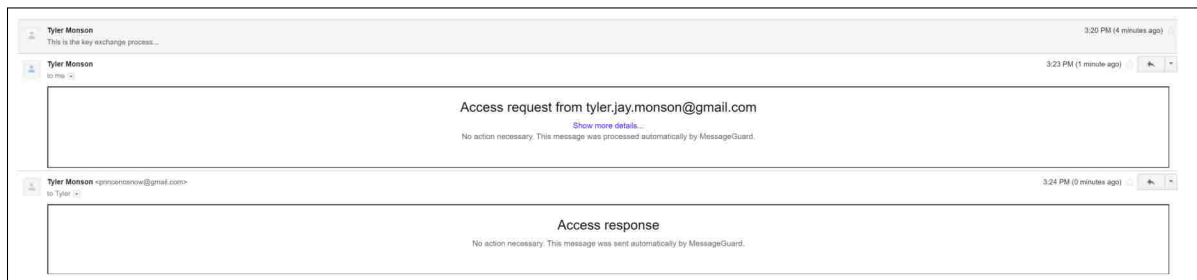 Tyler Monson
3:20 PM (4 minutes ago)
This is the key exchange process...
Tyler Monson
3:23 PM (1 minute ago)
to me
Access request from tyler.jay.monson@gmail.com
Show more details...
No action necessary. This message was processed automatically by MessageGuard.
Tyler Monson
3:24 PM (0 minutes ago)
to Tyler
Access response
No action necessary. This message was sent automatically by MessageGuard.